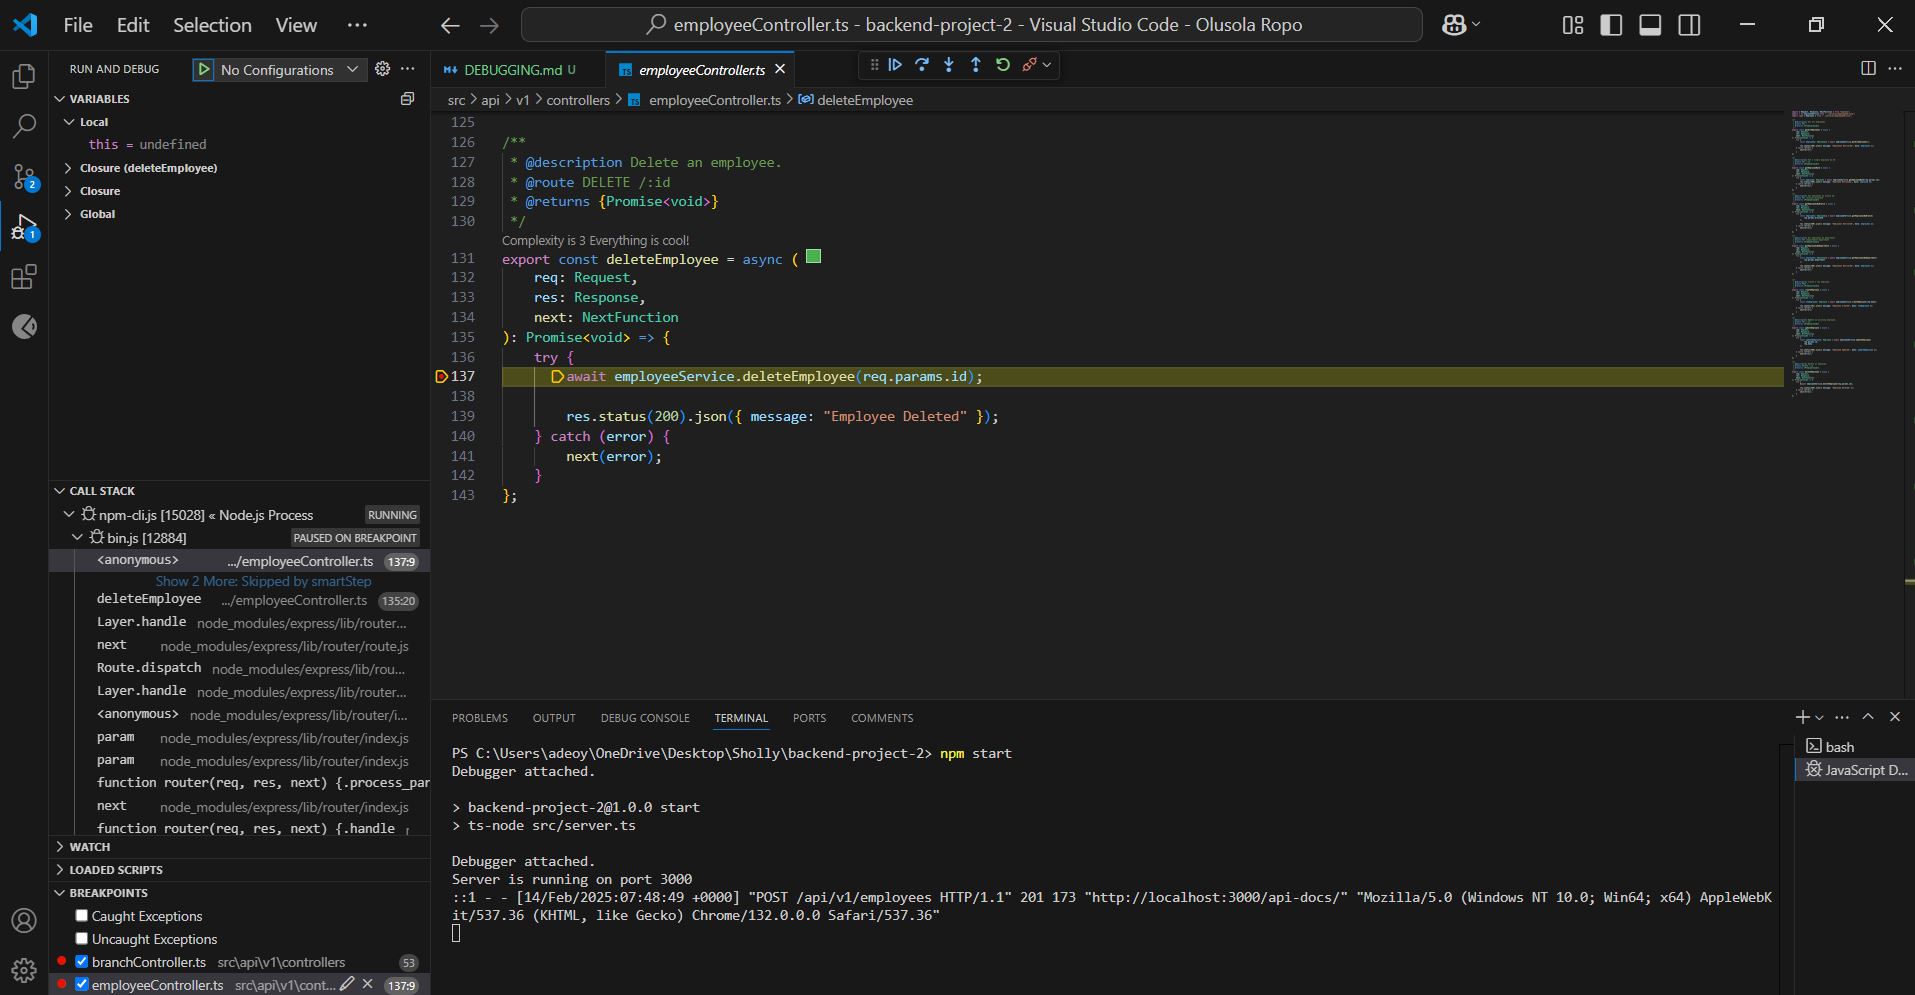 File Edit Selection View ··· employeeController.ts - backend-project-2 - Visual Studio Code - Olusola Ropo
RUN AND DEBUG No Configurations
VARIABLES
Local
this = undefined
Closure (deleteEmployee)
Closure
Global
CALL STACK
npm-cli.js [15028] « Node.js Process RUNNING
bin.js [12884] PAUSED ON BREAKPOINT
<anonymous> .../employeeController.ts 137:9
Show 2 More: Skipped by smartStep
deleteEmployee .../employeeController.ts 135:20
Layer.handle node_modules/express/lib/router...
next node_modules/express/lib/router/route.js
Route.dispatch node_modules/express/lib/rou...
Layer.handle node_modules/express/lib/router...
<anonymous> node_modules/express/lib/router/i...
param node_modules/express/lib/router/index.js
param node_modules/express/lib/router/index.js
function router(req, res, next) {.process_par
next node_modules/express/lib/router/index.js
function router(req, res, next) {.handle
WATCH
LOADED SCRIPTS
BREAKPOINTS
Caught Exceptions
Uncaught Exceptions
branchController.ts src\api\v1\controllers 53
employeeController.ts src\api\v1\cont... 137:9
2
1
DEBUGGING.md U employeeController.ts
src > api > v1 > controllers > TS employeeController.ts > deleteEmployee
125
126 /**
127 * @description Delete an employee.
128 * @route DELETE /:id
129 * @returns {Promise<void>}
130 */
Complexity is 3 Everything is cool!
131 export const deleteEmployee = async (
132 req: Request,
133 res: Response,
134 next: NextFunction
135 ): Promise<void> => {
136 try {
137 await employeeService.deleteEmployee(req.params.id);
138
139 res.status(200).json({ message: "Employee Deleted" });
140 } catch (error) {
141 next(error);
142 }
143 };
PROBLEMS OUTPUT DEBUG CONSOLE TERMINAL PORTS COMMENTS
PS C:\Users\adeoy\OneDrive\Desktop\Sholly\backend-project-2> npm start
Debugger attached.
> backend-project-2@1.0.0 start
> ts-node src/server.ts
Debugger attached.
Server is running on port 3000
::1 - - [14/Feb/2025:07:48:49 +0000] "POST /api/v1/employees HTTP/1.1" 201 173 "http://localhost:3000/api-docs/" "Mozilla/5.0 (Windows NT 10.0; Win64; x64) AppleWebK
it/537.36 (KHTML, like Gecko) Chrome/132.0.0.0 Safari/537.36"
bash
JavaScript D...